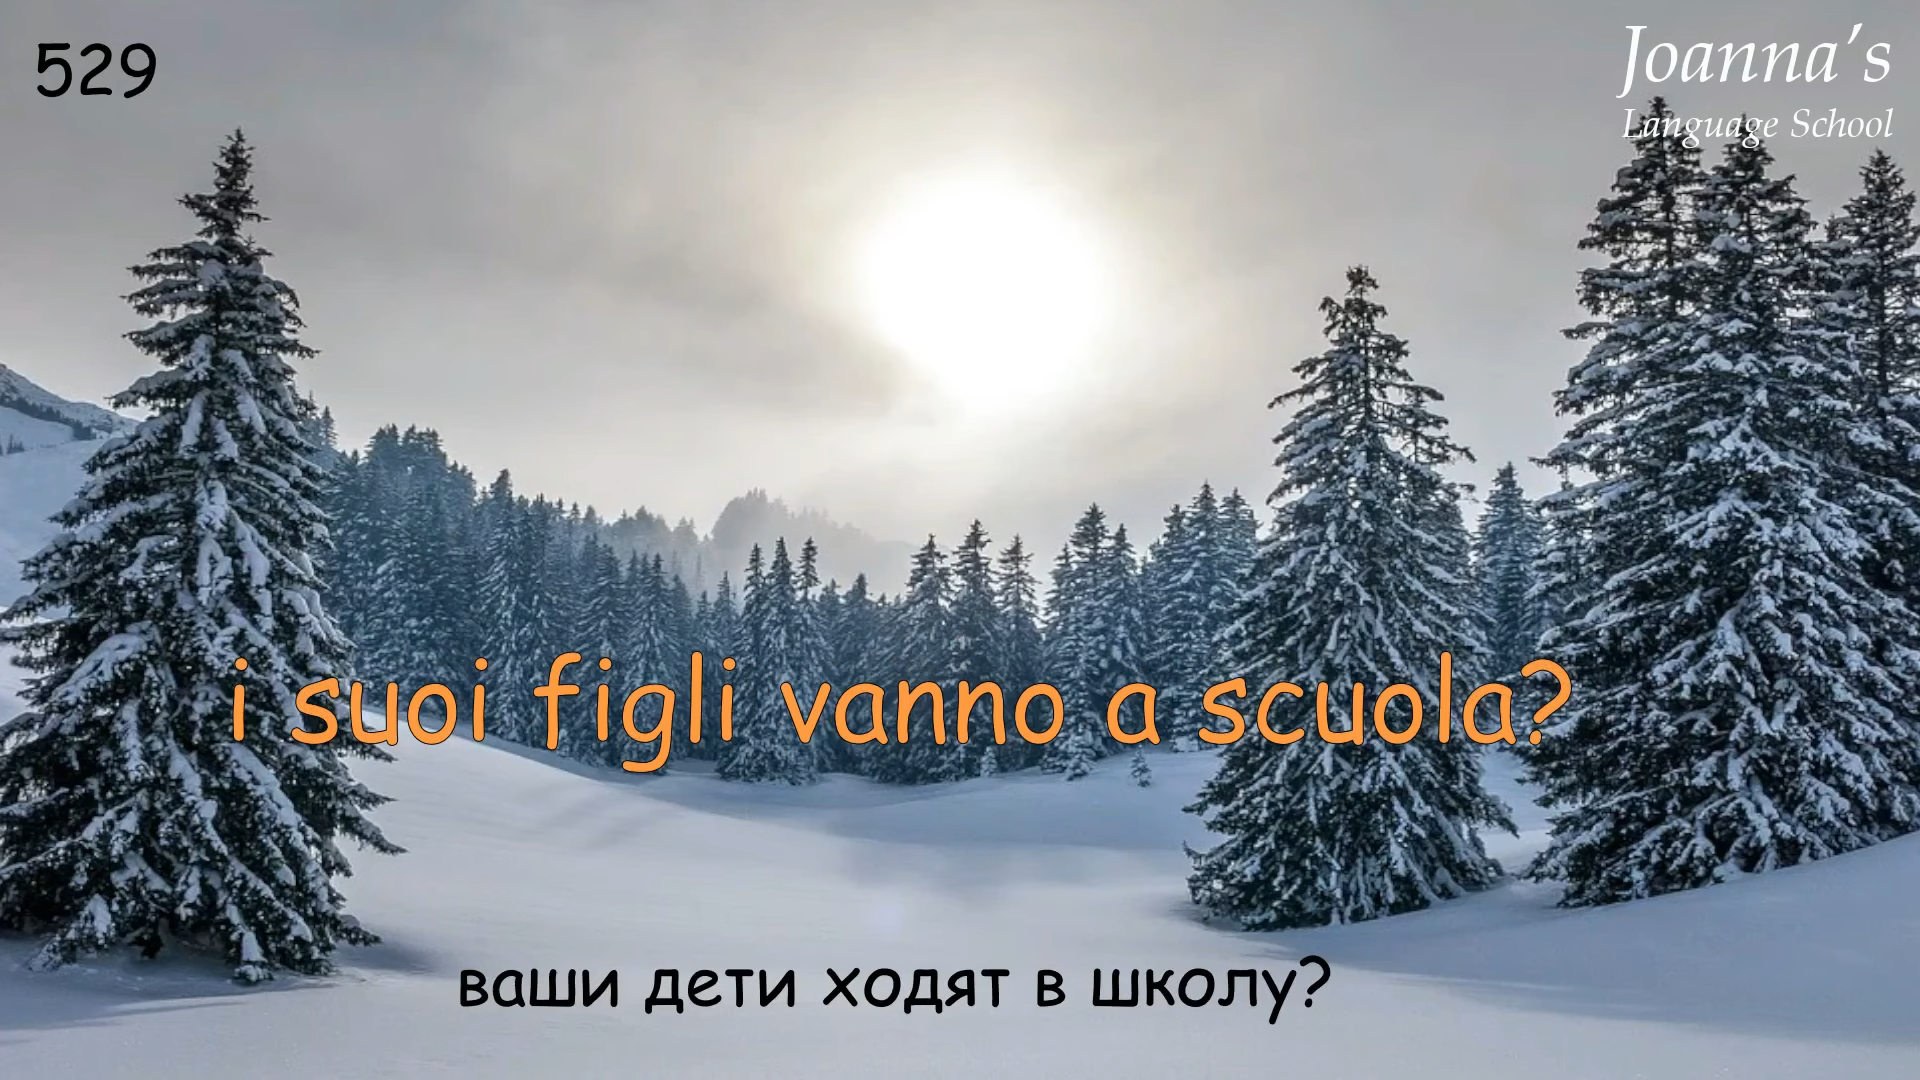 529
Joanna's
Language School
i suoi figli vanno a scuola?
ваши дети ходят в школу?